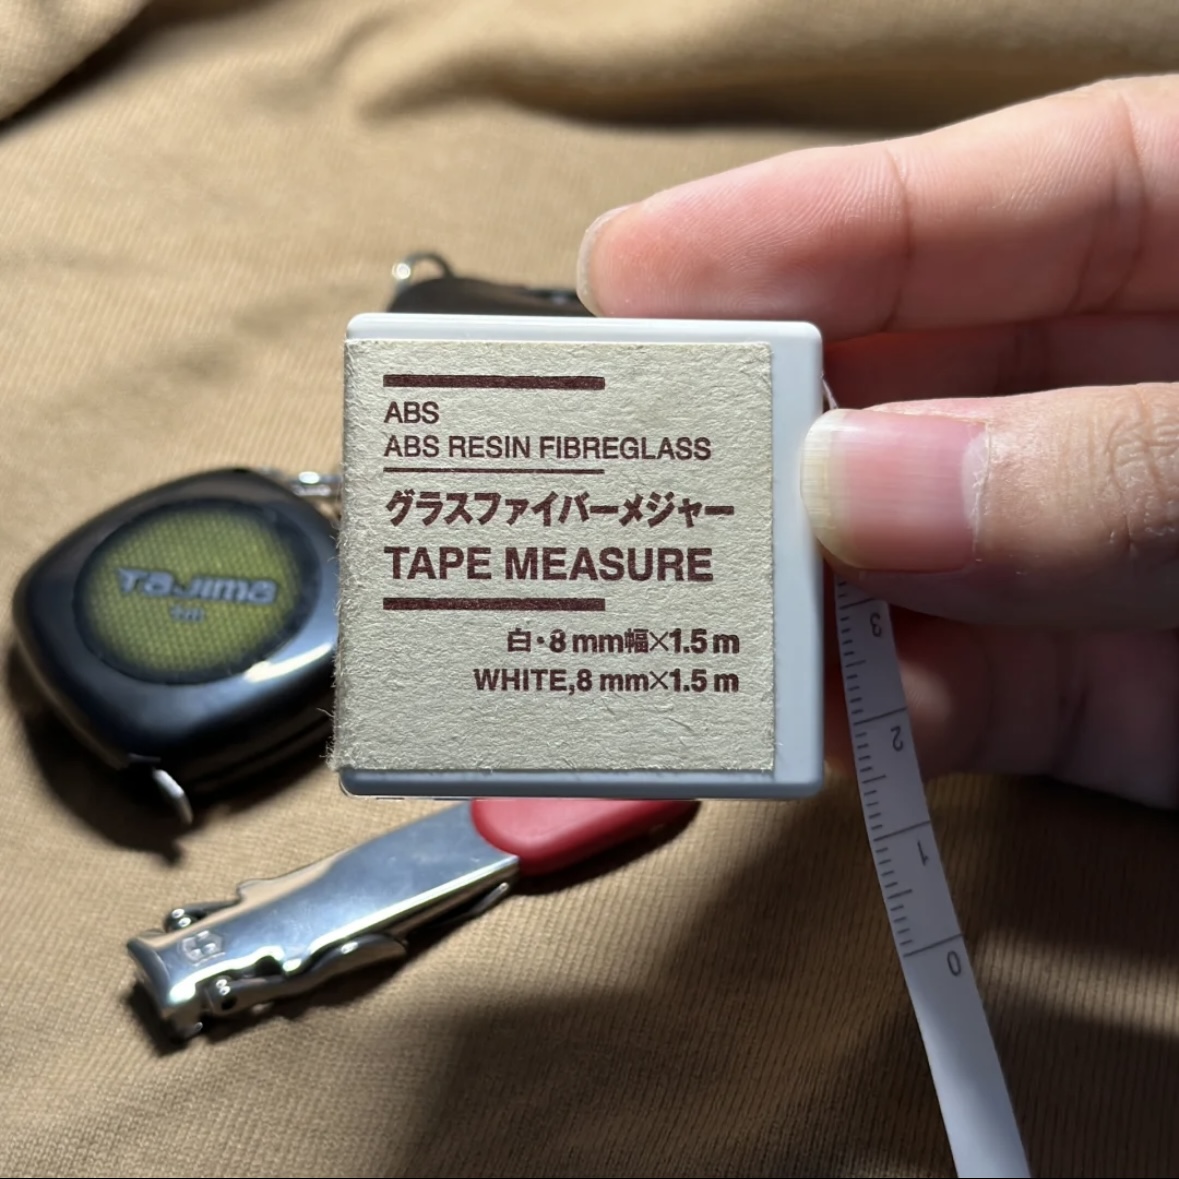 ABS
ABS RESIN FIBREGLASS
グラスファイバーメジャー
TAPE MEASURE
白・8 mm幅×1.5 m
WHITE,8 mm×1.5 m
TAJIMA
3
2
1
0